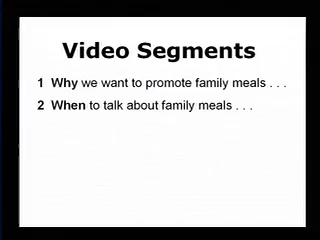 Video Segments
1 Why we want to promote family meals . . .
2 When to talk about family meals . . .